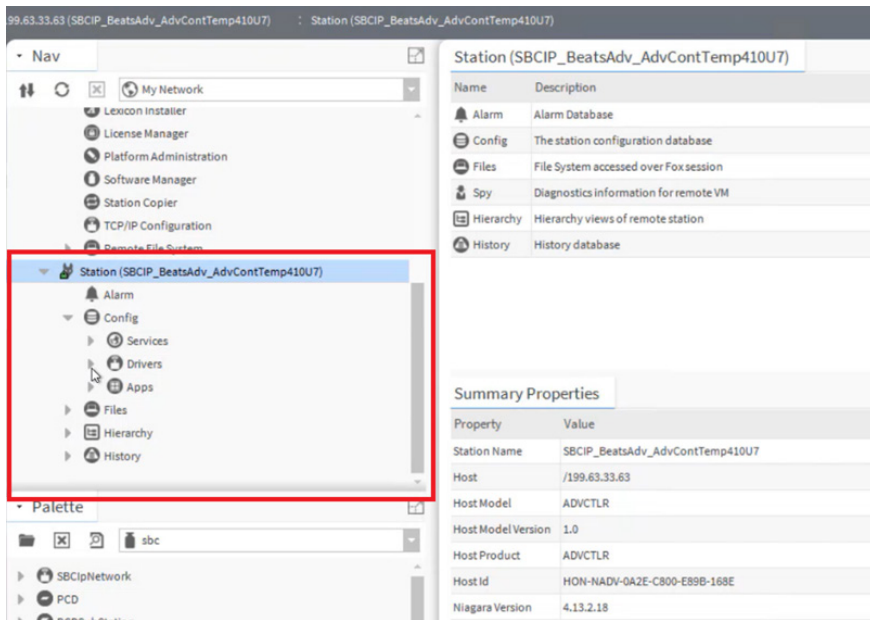 99.63.33.63 (SBCIP_BeatsAdv_AdvContTemp410U7) : Station (SBCIP_BeatsAdv_AdvContTemp410U7)
Nav
My Network
Lexicon Installer
License Manager
Platform Administration
Software Manager
Station Copier
TCP/IP Configuration
Remote File System
Station (SBCIP_BeatsAdv_AdvContTemp410U7)
Alarm
Config
Services
Drivers
Apps
Files
Hierarchy
History
Palette
sbc
SBCIpNetwork
PCD
Station (SBCIP_BeatsAdv_AdvContTemp410U7)
Name Description
Alarm Alarm Database
Config The station configuration database
Files File System accessed over Fox session
Spy Diagnostics information for remote VM
Hierarchy Hierarchy views of remote station
History History database
Summary Properties
Property Value
Station Name SBCIP_BeatsAdv_AdvContTemp410U7
Host /199.63.33.63
Host Model ADVCTLR
Host Model Version 1.0
Host Product ADVCTLR
Host Id HON-NADV-0A2E-C800-E89B-168E
Niagara Version 4.13.2.18